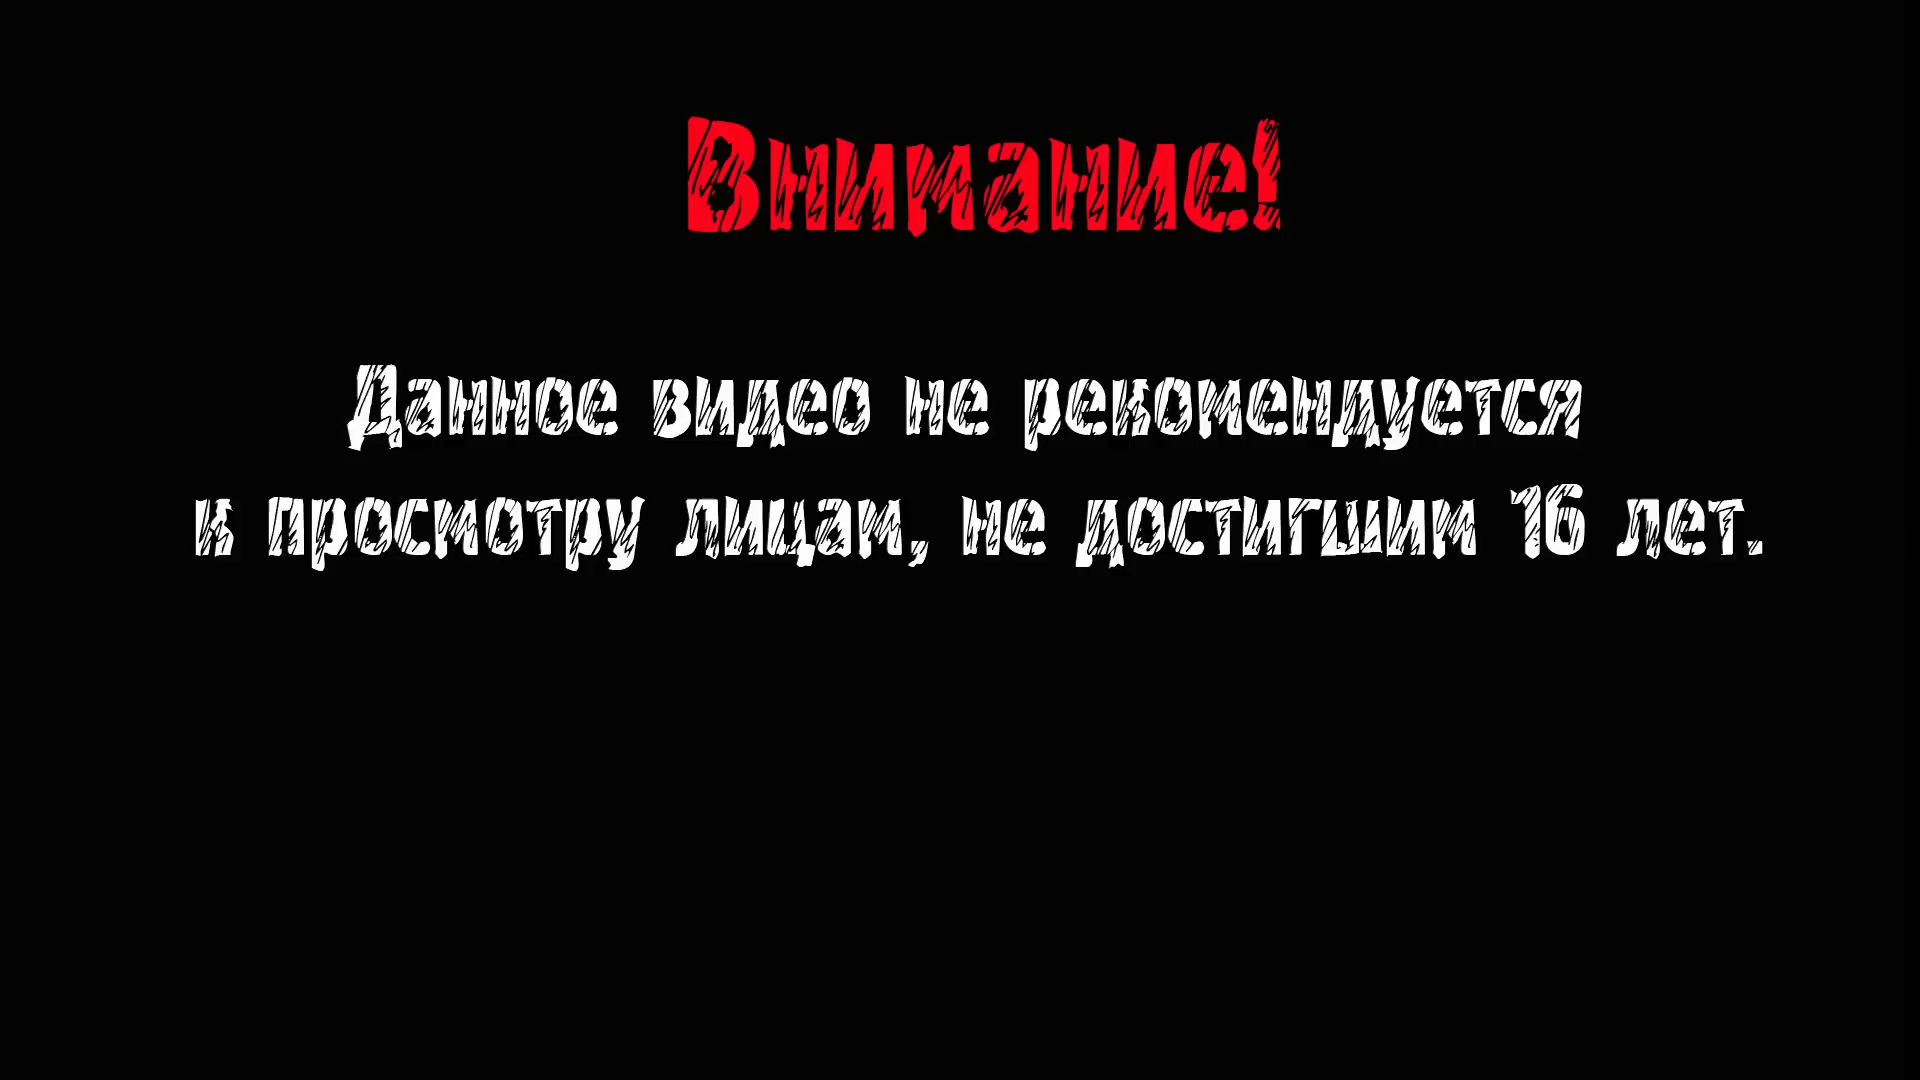 Внимание!
Данное видео не рекомендуется
к просмотру лицам, не достигшим 16 лет.